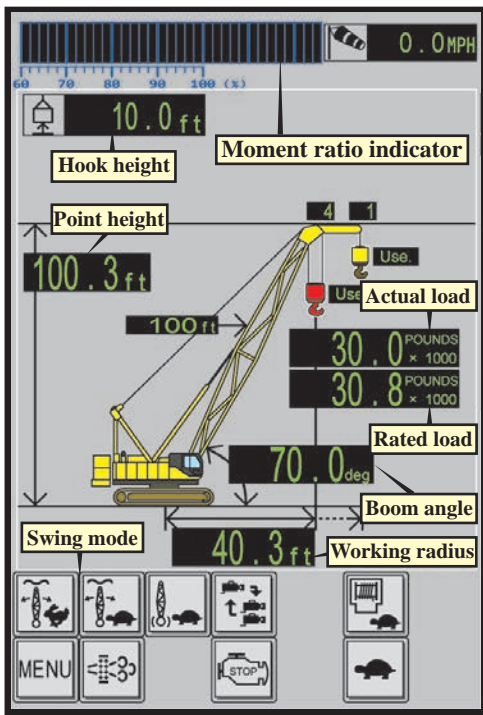 0.0MPH
60 70 80 90 100 (%)
10.0ft
Hook height
Moment ratio indicator
Point height
4 1
100.3ft
Use.
Use
Actual load
100ft
30.0 POUNDS × 1000
30.8 POUNDS × 1000
Rated load
70.0deg
Boom angle
Swing mode
40.3ft
Working radius
MENU
STOP